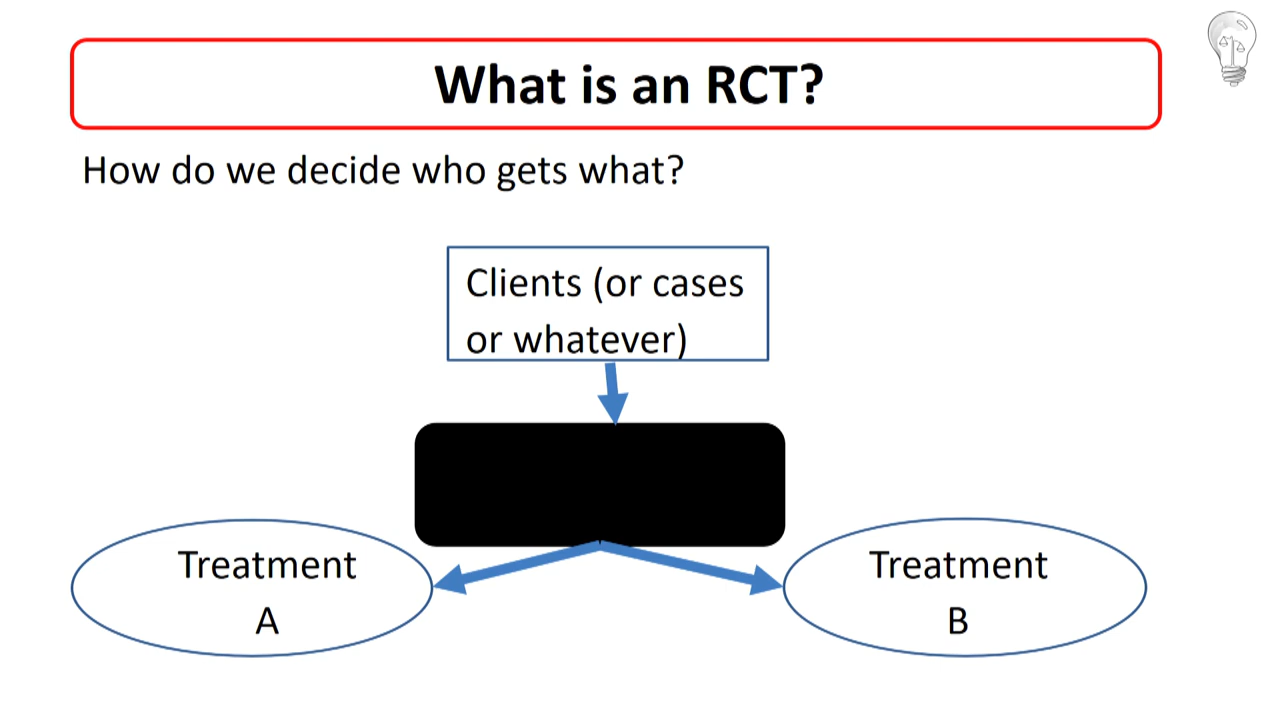 What is an RCT?
How do we decide who gets what?
Clients (or cases
or whatever)
Treatment
A
Treatment
B